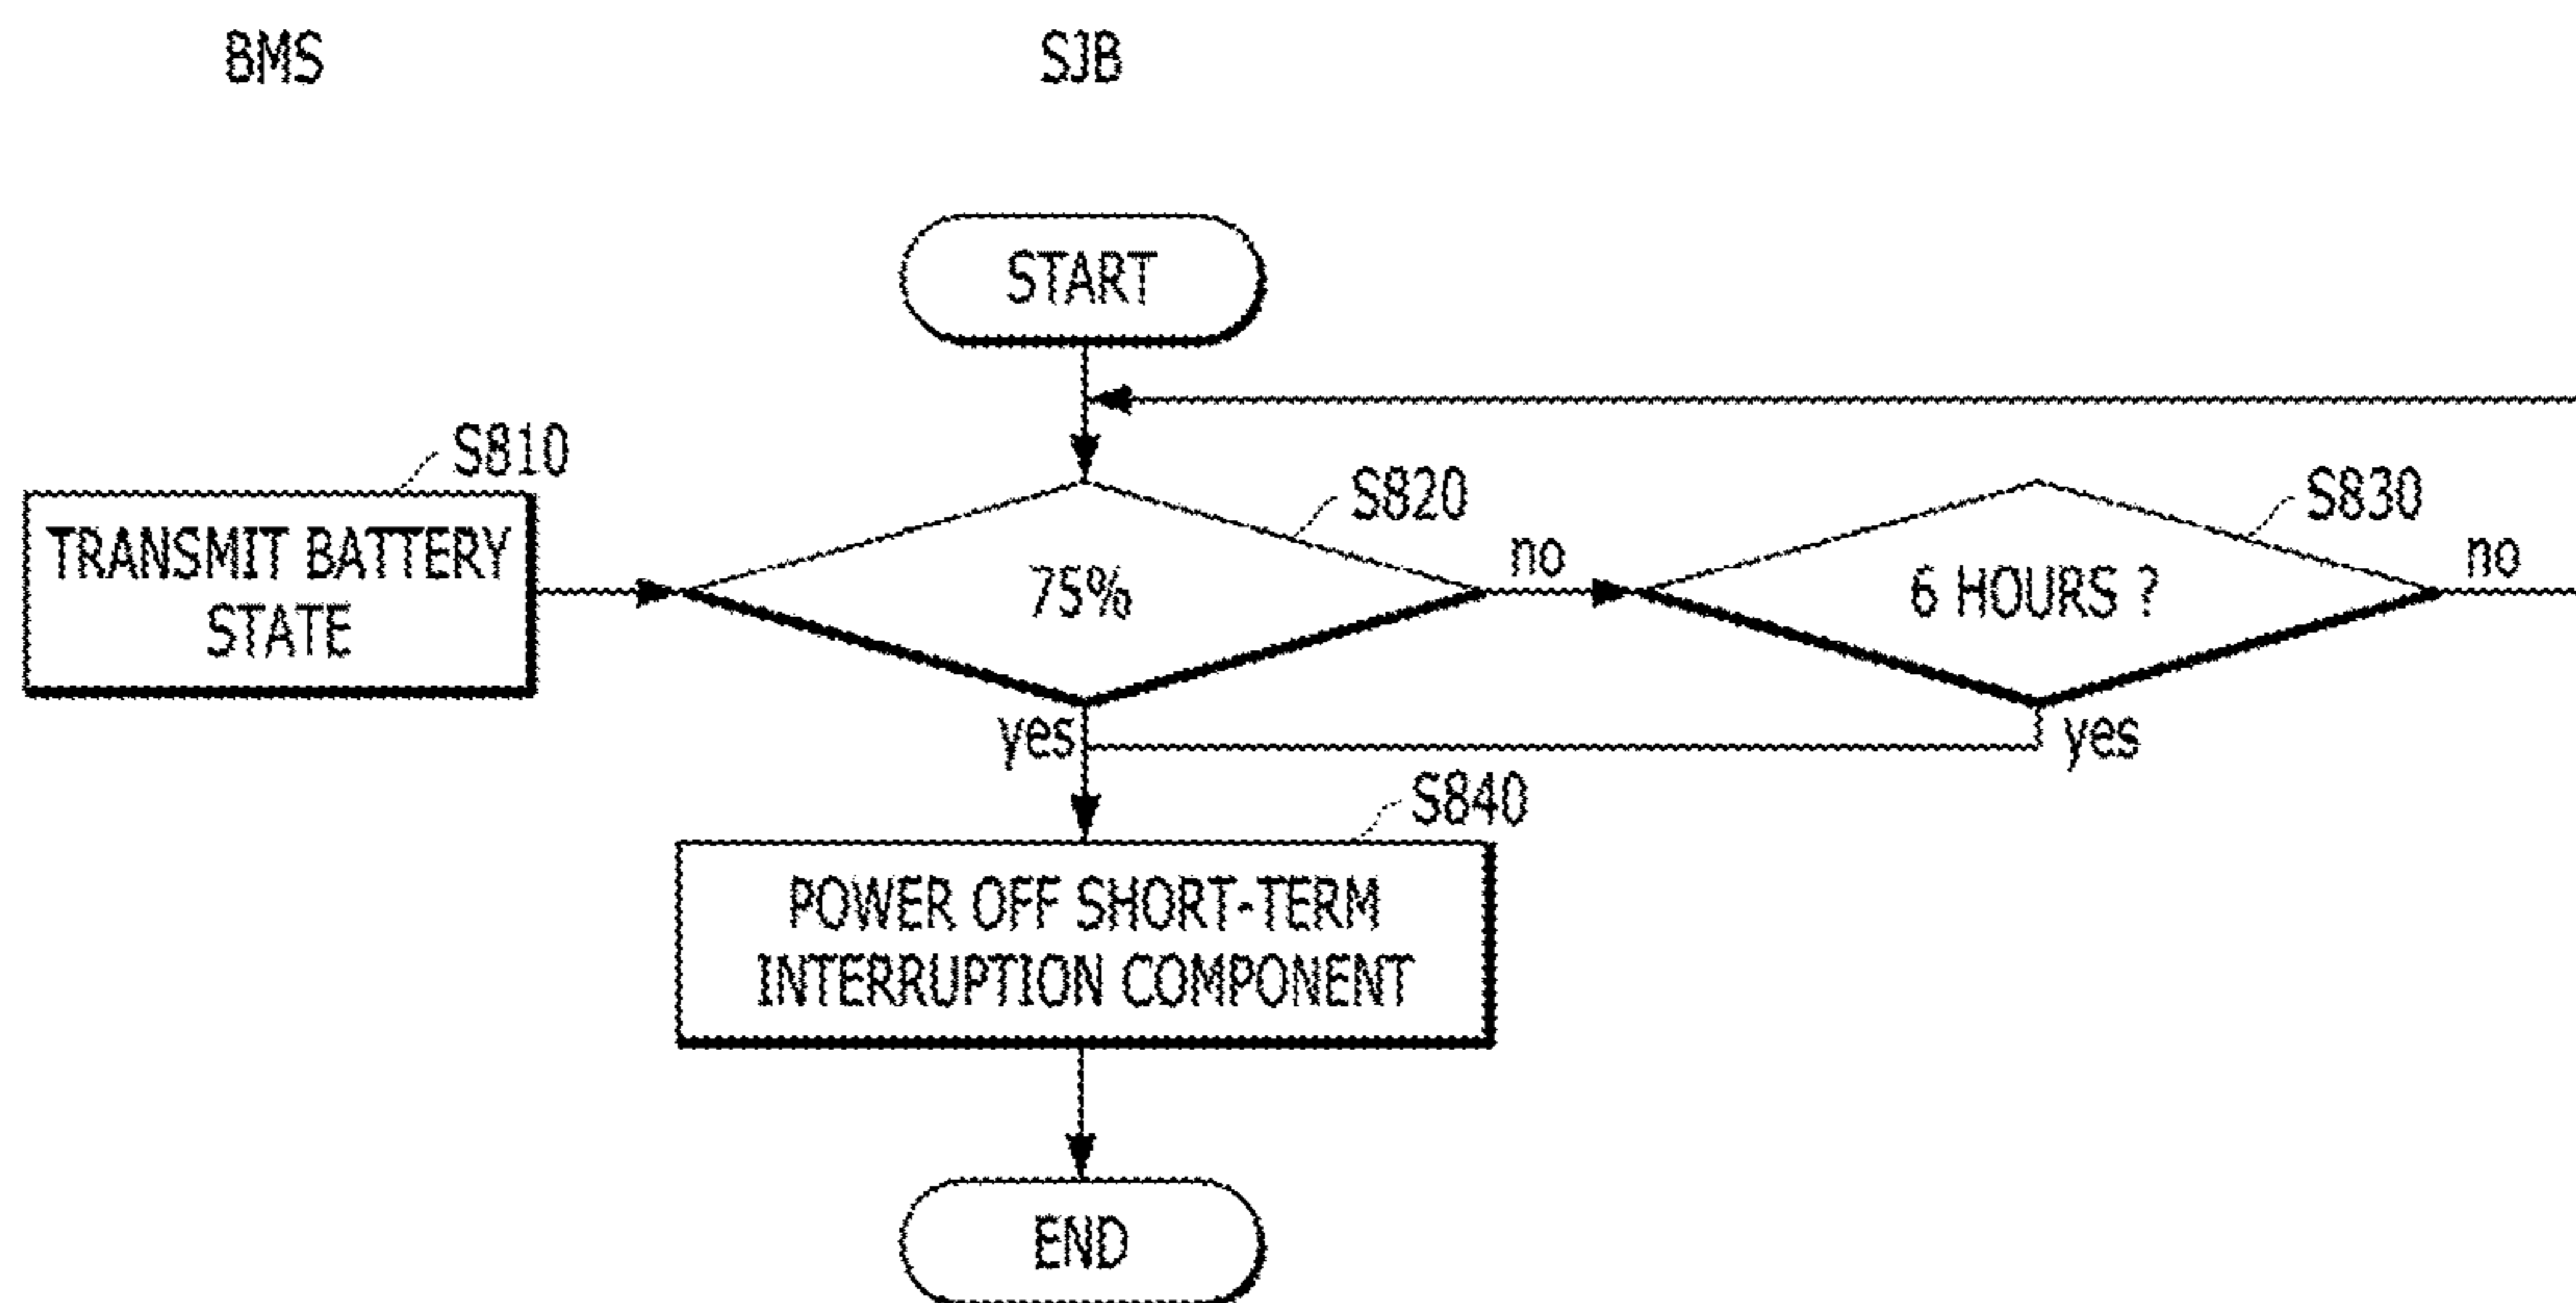 BMS
SJB
START
S810
TRANSMIT BATTERY
STATE
S820
75%
no
S830
6 HOURS ?
no
yes
yes
S840
POWER OFF SHORT-TERM
INTERRUPTION COMPONENT
END